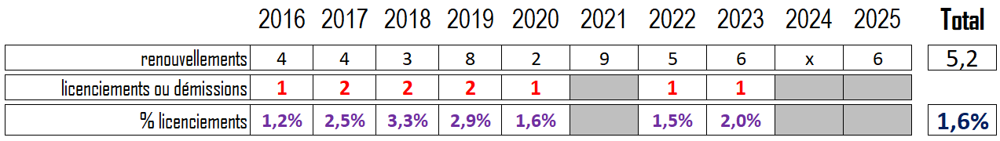 2016 2017 2018 2019 2020 2021 2022 2023 2024 2025 Total
renouvellements 4 4 3 8 2 9 5 6 x 6 5,2
licenciements ou démissions 1 2 2 2 1 1 1
% licenciements 1,2% 2,5% 3,3% 2,9% 1,6% 1,5% 2,0% 1,6%